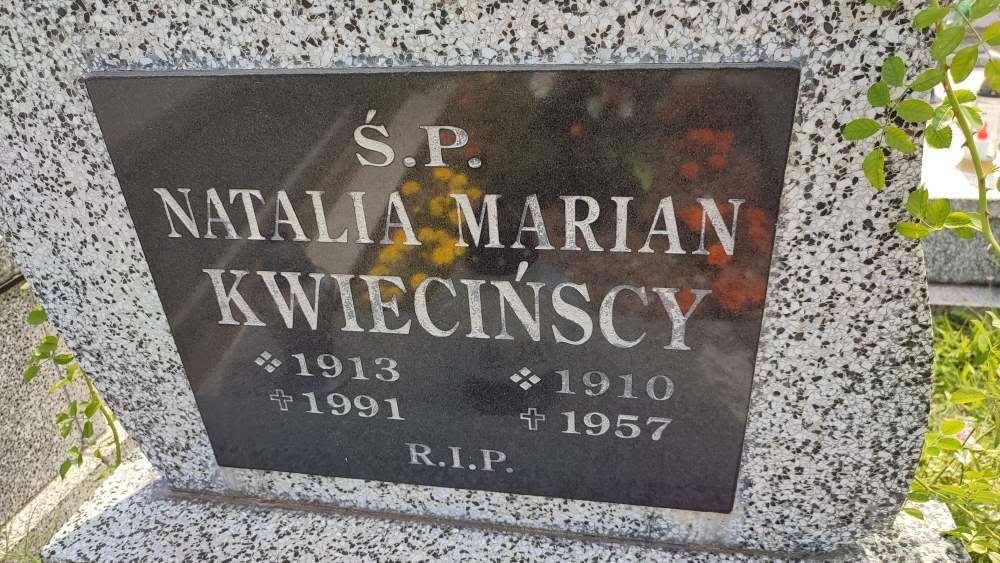 Ś.P.
NATALIA MARIAN
KWIECIŃSCY
❖ 1913 ❖ 1910
✝ 1991 ✝ 1957
R.I.P.